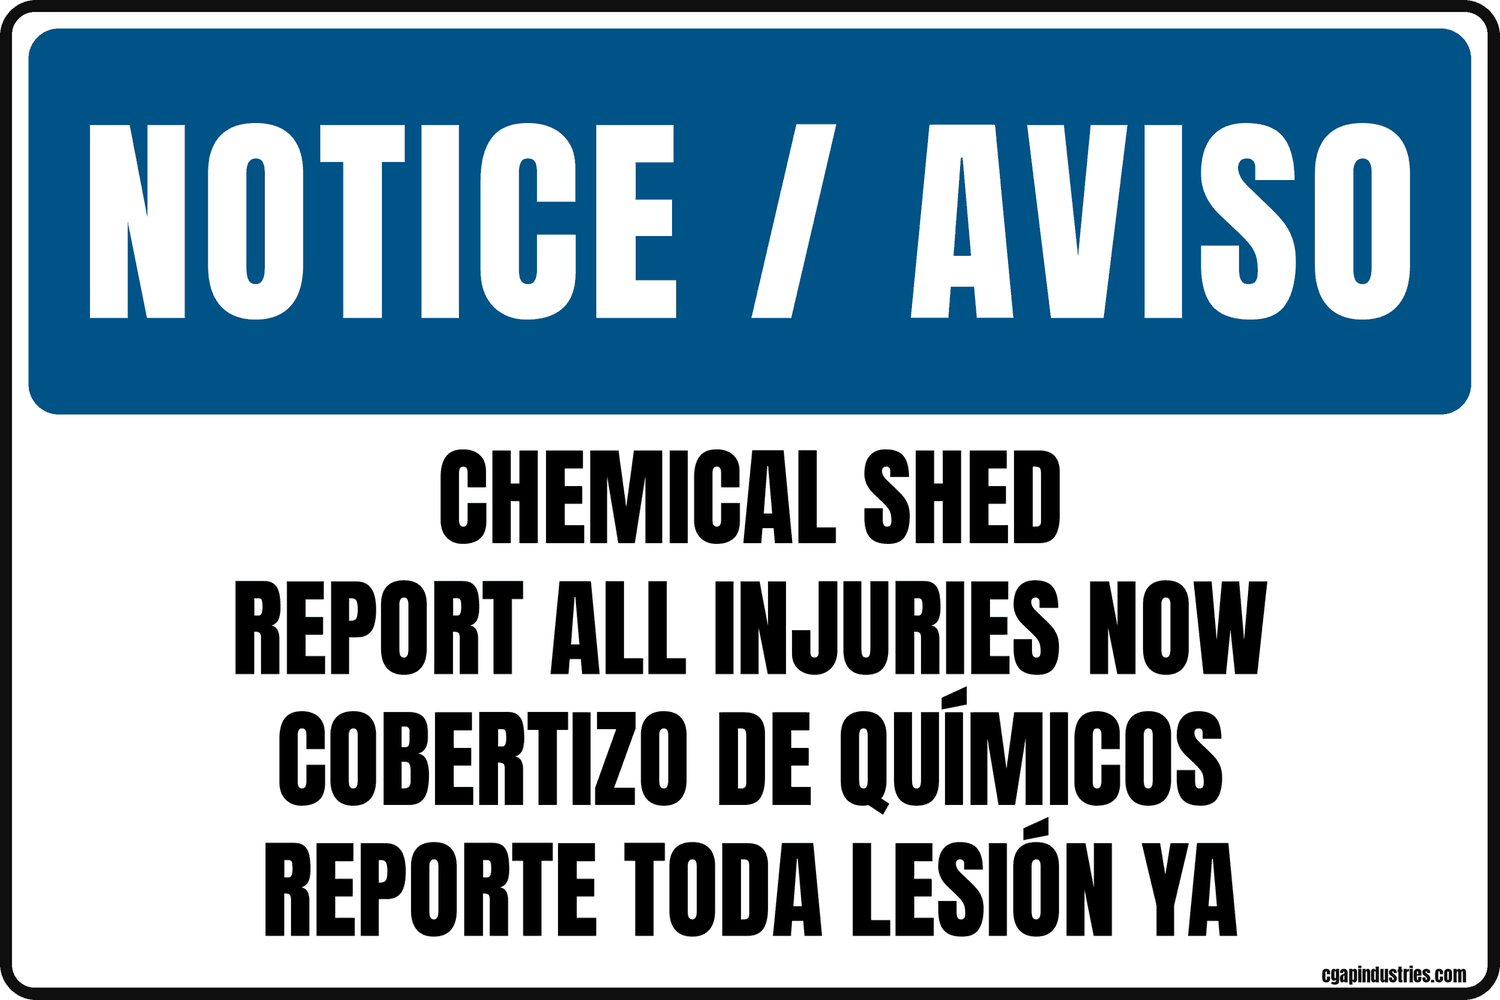 NOTICE / AVISO
CHEMICAL SHED
REPORT ALL INJURIES NOW
COBERTIZO DE QUÍMICOS
REPORTE TODA LESIÓN YA
cgapindustries.com